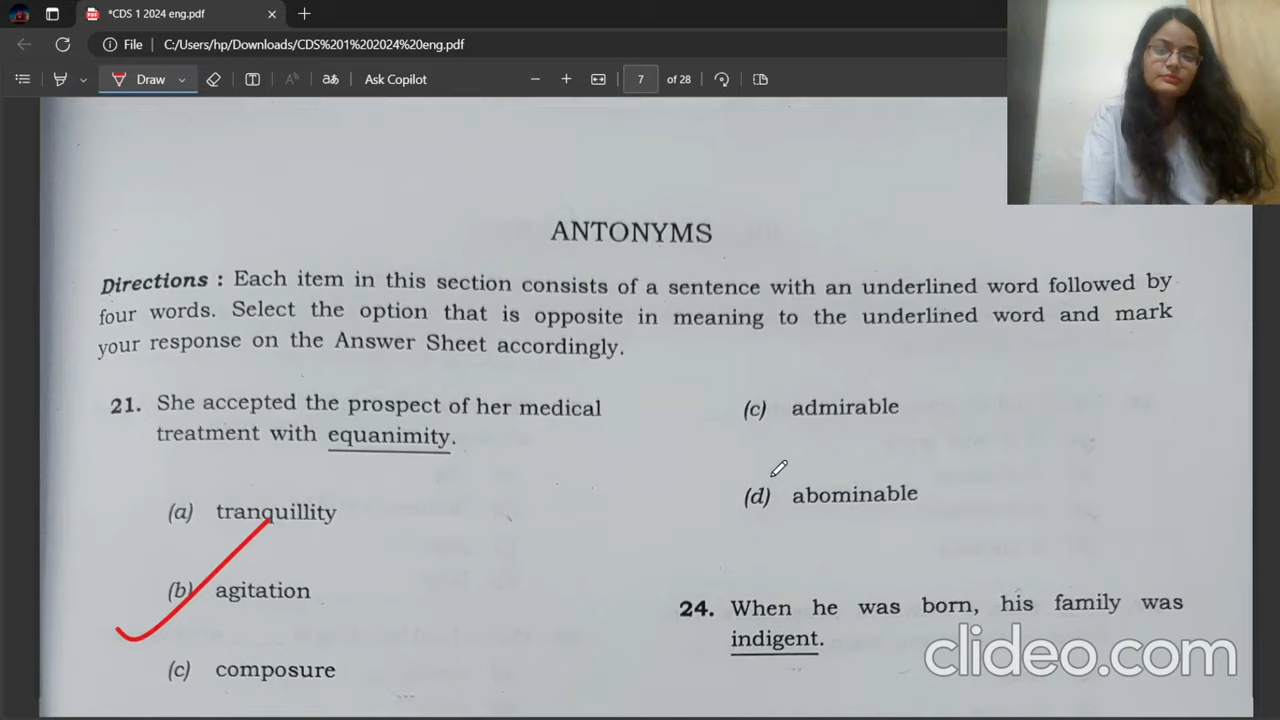 *CDS 1 2024 eng.pdf
File C:/Users/hp/Downloads/CDS%201%202024%20eng.pdf
Draw
Ask Copilot
7 of 28
ANTONYMS
Directions : Each item in this section consists of a sentence with an underlined word followed by
four words. Select the option that is opposite in meaning to the underlined word and mark
your response on the Answer Sheet accordingly.
21. She accepted the prospect of her medical
treatment with equanimity.
(a) tranquillity
(b) agitation
(c) composure
(c) admirable
(d) abominable
24. When he was born, his family was
indigent.
clideo.com